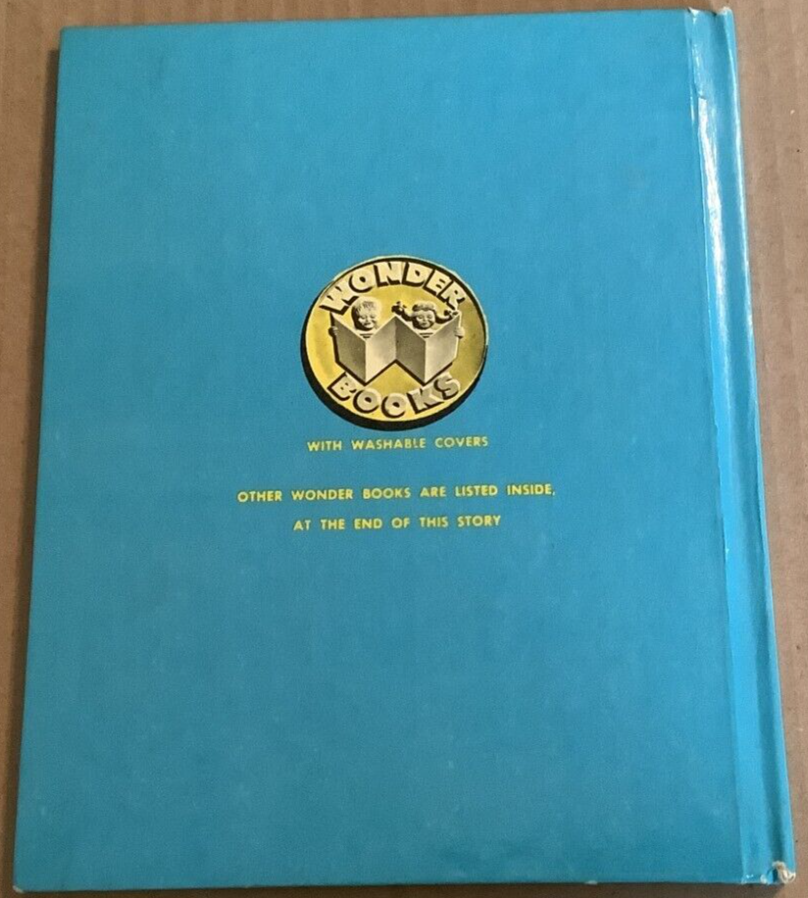 WONDER
BOOKS
WITH WASHABLE COVERS
OTHER WONDER BOOKS ARE LISTED INSIDE,
AT THE END OF THIS STORY